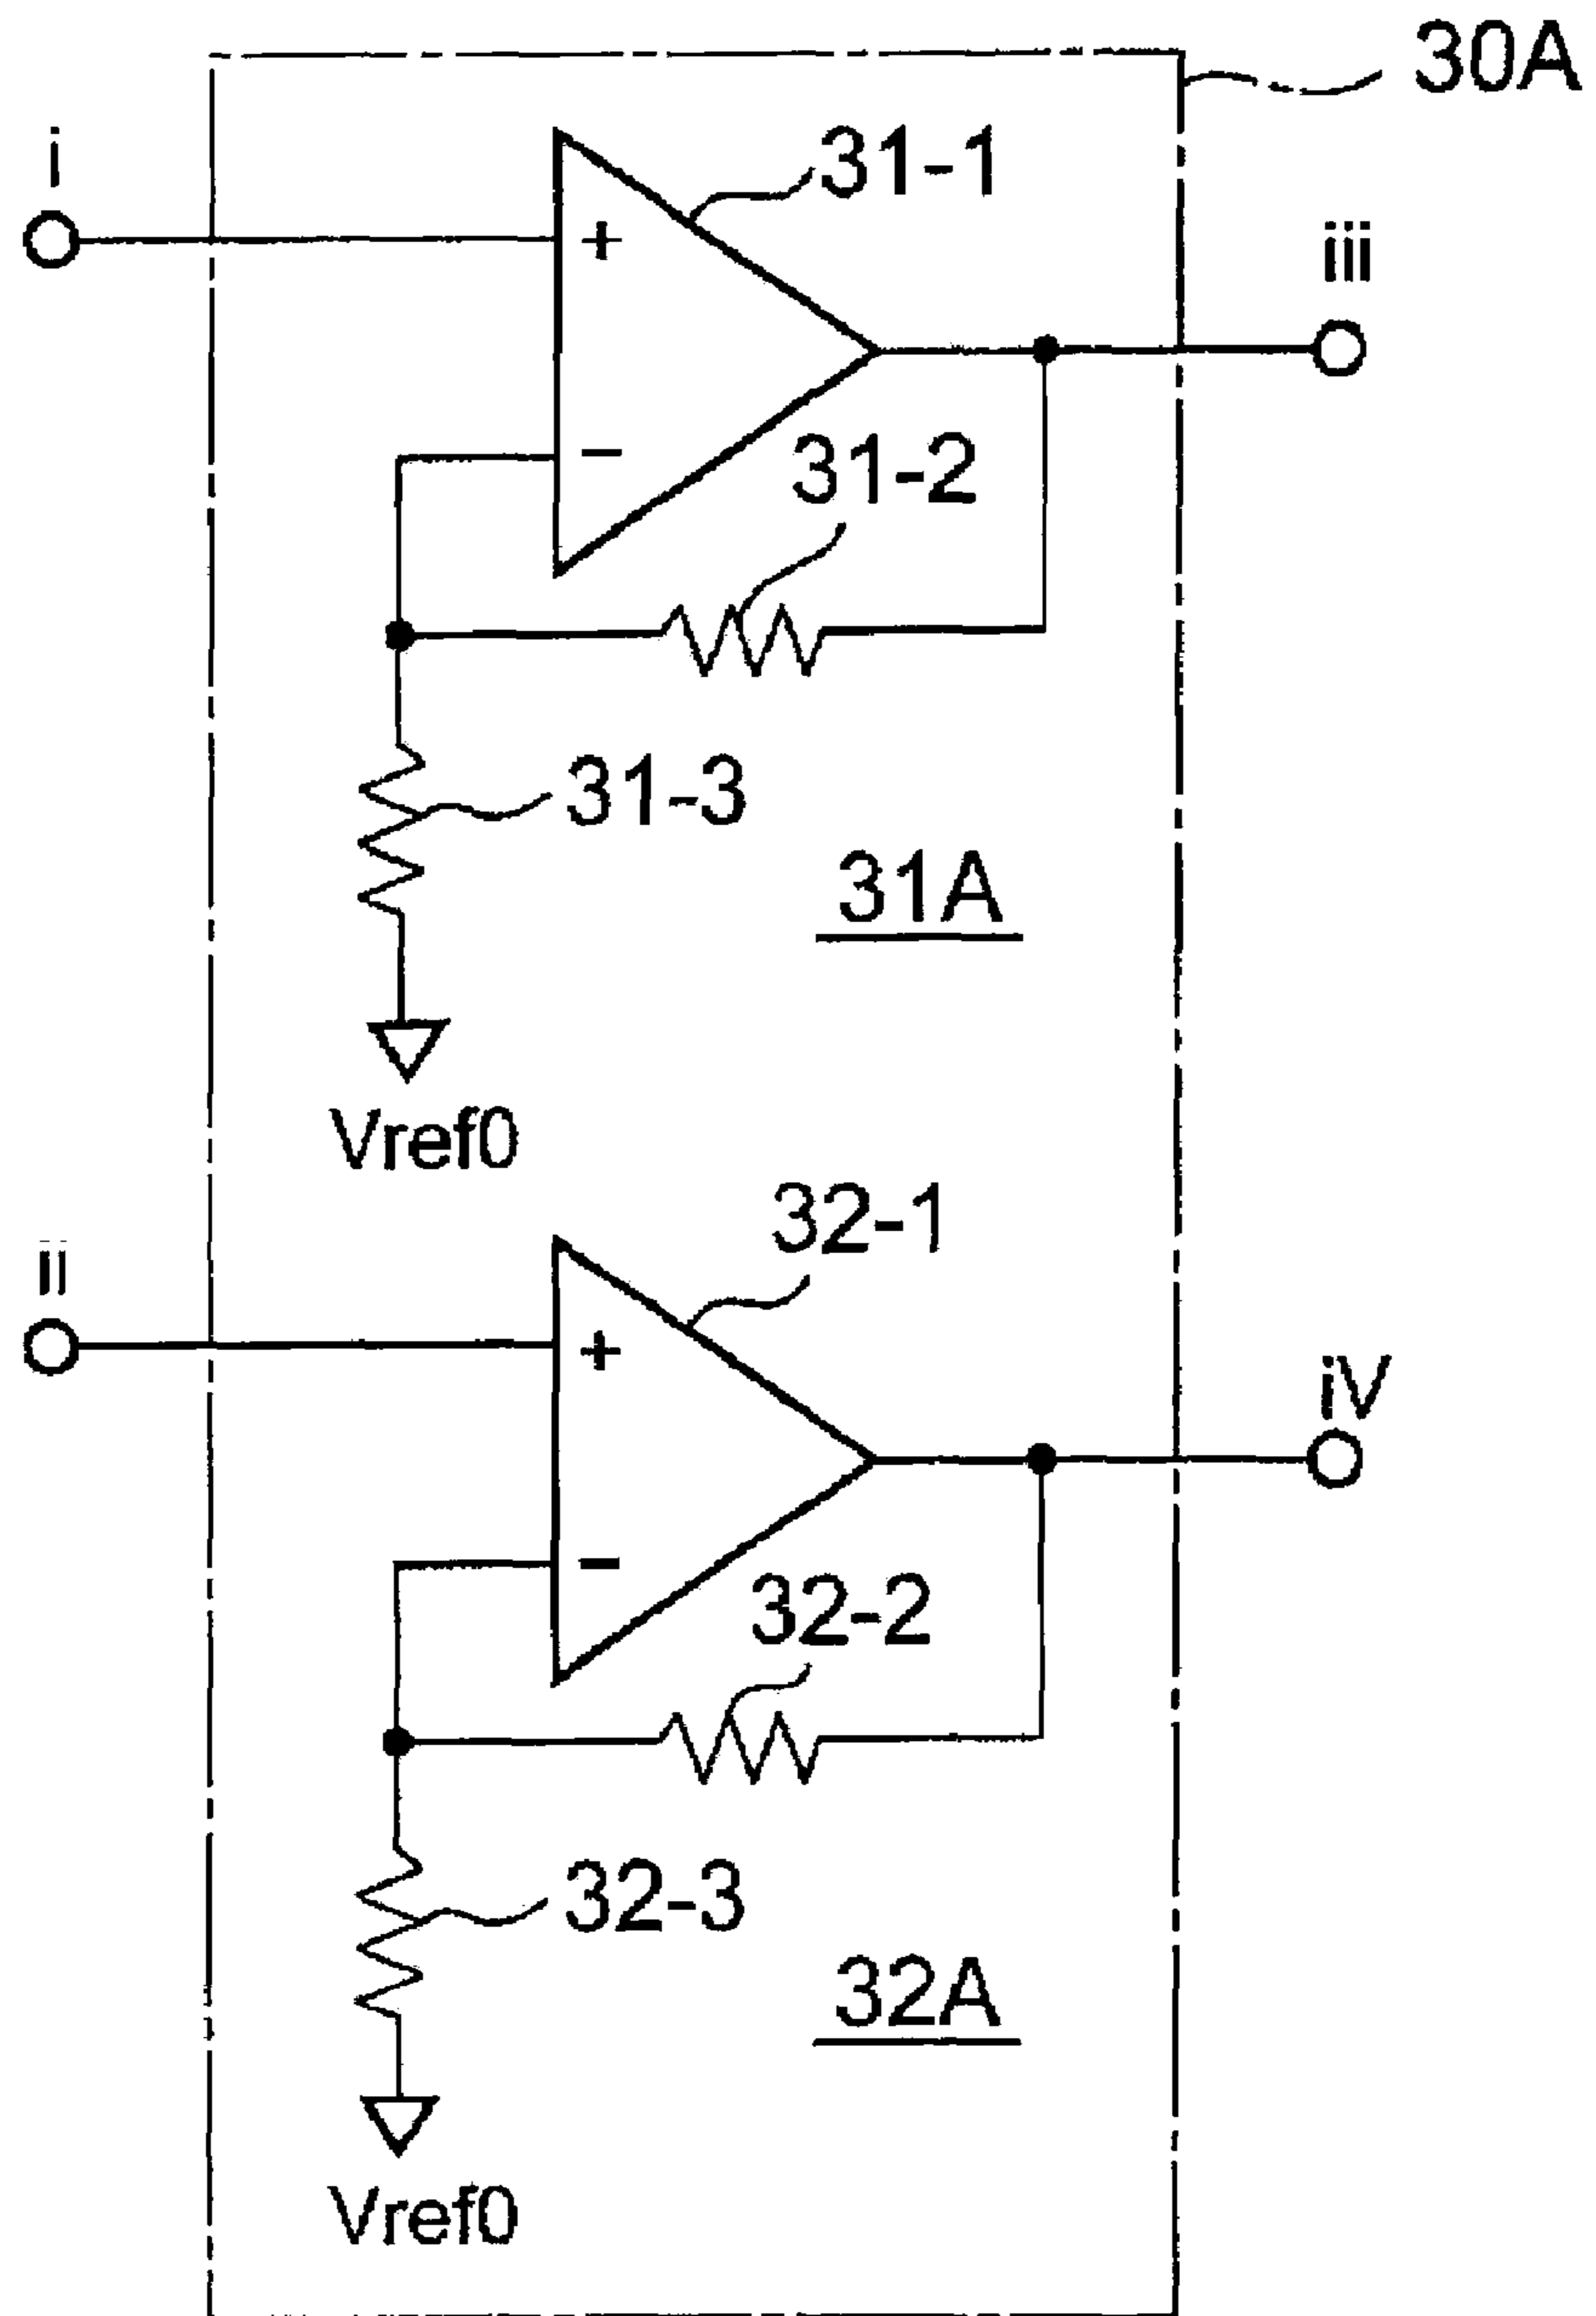 30A
i
31-1
+
iii
−
31-2
31-3
31A
Vref0
32-1
ii
+
iV
−
32-2
32-3
32A
Vref0